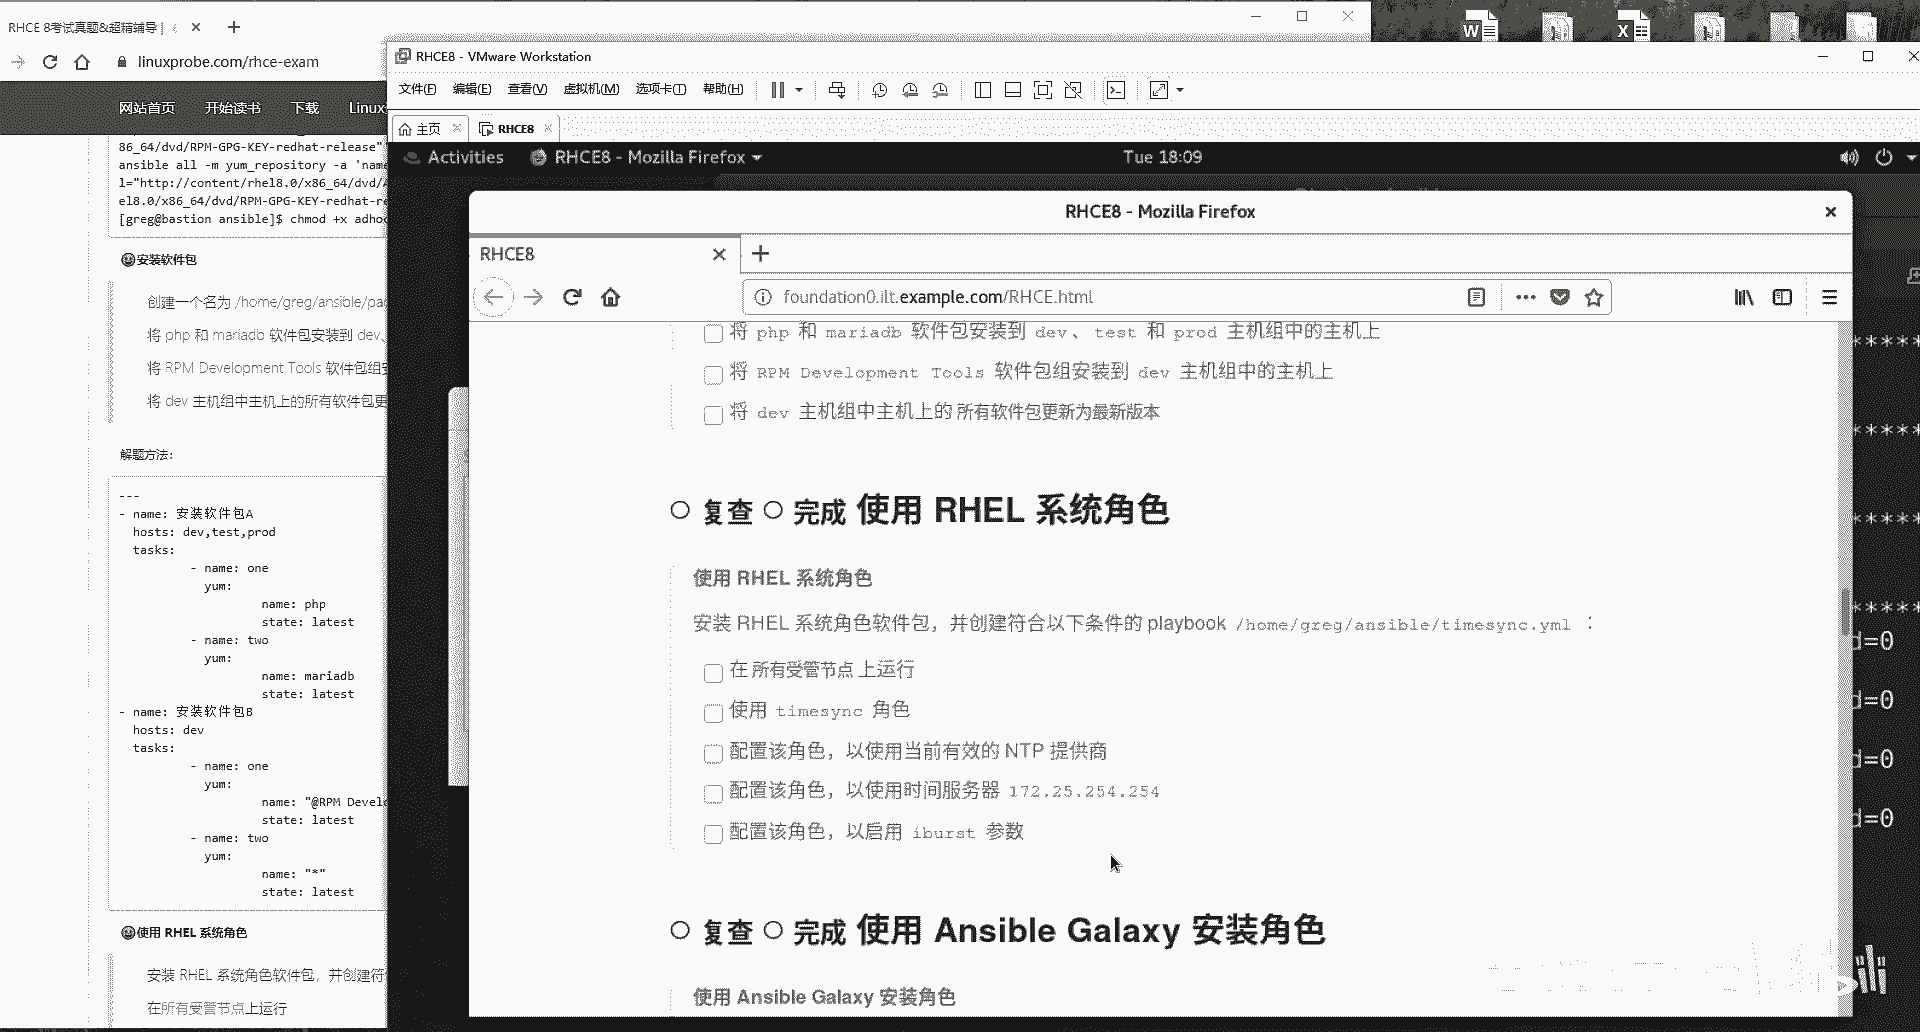 RHCE 8考试真题&超精辅导 |
linuxprobe.com/rhce-exam
网站首页 开始读书 下载 Linux
86_64/dvd/RPM-GPG-KEY-redhat-release"
ansible all -m yum_repository -a 'name
l="http://content/rhel8.0/x86_64/dvd/
el8.0/x86_64/dvd/RPM-GPG-KEY-redhat-re
[greg@bastion ansible]$ chmod +x adhoc
😀安装软件包
创建一个名为 /home/greg/ansible/pac
将 php 和 mariadb 软件包安装到 dev、
将 RPM Development Tools 软件包组安
将 dev 主机组中主机上的所有软件包更
解题方法:
---
- name: 安装软件包A
hosts: dev,test,prod
tasks:
- name: one
yum:
name: php
state: latest
- name: two
yum:
name: mariadb
state: latest
- name: 安装软件包B
hosts: dev
tasks:
- name: one
yum:
name: "@RPM Develo
state: latest
- name: two
yum:
name: "*"
state: latest
😀使用 RHEL 系统角色
安装 RHEL 系统角色软件包，并创建符
在所有受管节点上运行
RHCE8 - VMware Workstation
文件(F) 编辑(E) 查看(V) 虚拟机(M) 选项卡(T) 帮助(H)
主页 RHCE8
Activities RHCE8 - Mozilla Firefox Tue 18:09
RHCE8 - Mozilla Firefox
RHCE8
foundation0.ilt.example.com/RHCE.html
将 php 和 mariadb 软件包安装到 dev、 test 和 prod 主机组中的主机上
将 RPM Development Tools 软件包组安装到 dev 主机组中的主机上
将 dev 主机组中主机上的 所有软件包更新为最新版本
复查 完成 使用 RHEL 系统角色
使用 RHEL 系统角色
安装 RHEL 系统角色软件包，并创建符合以下条件的 playbook /home/greg/ansible/timesync.yml ：
在 所有受管节点 上运行
使用 timesync 角色
配置该角色，以使用当前有效的 NTP 提供商
配置该角色，以使用时间服务器 172.25.254.254
配置该角色，以启用 iburst 参数
复查 完成 使用 Ansible Galaxy 安装角色
使用 Ansible Galaxy 安装角色
*****
*****
*****
*****
d=0
d=0
d=0
d=0